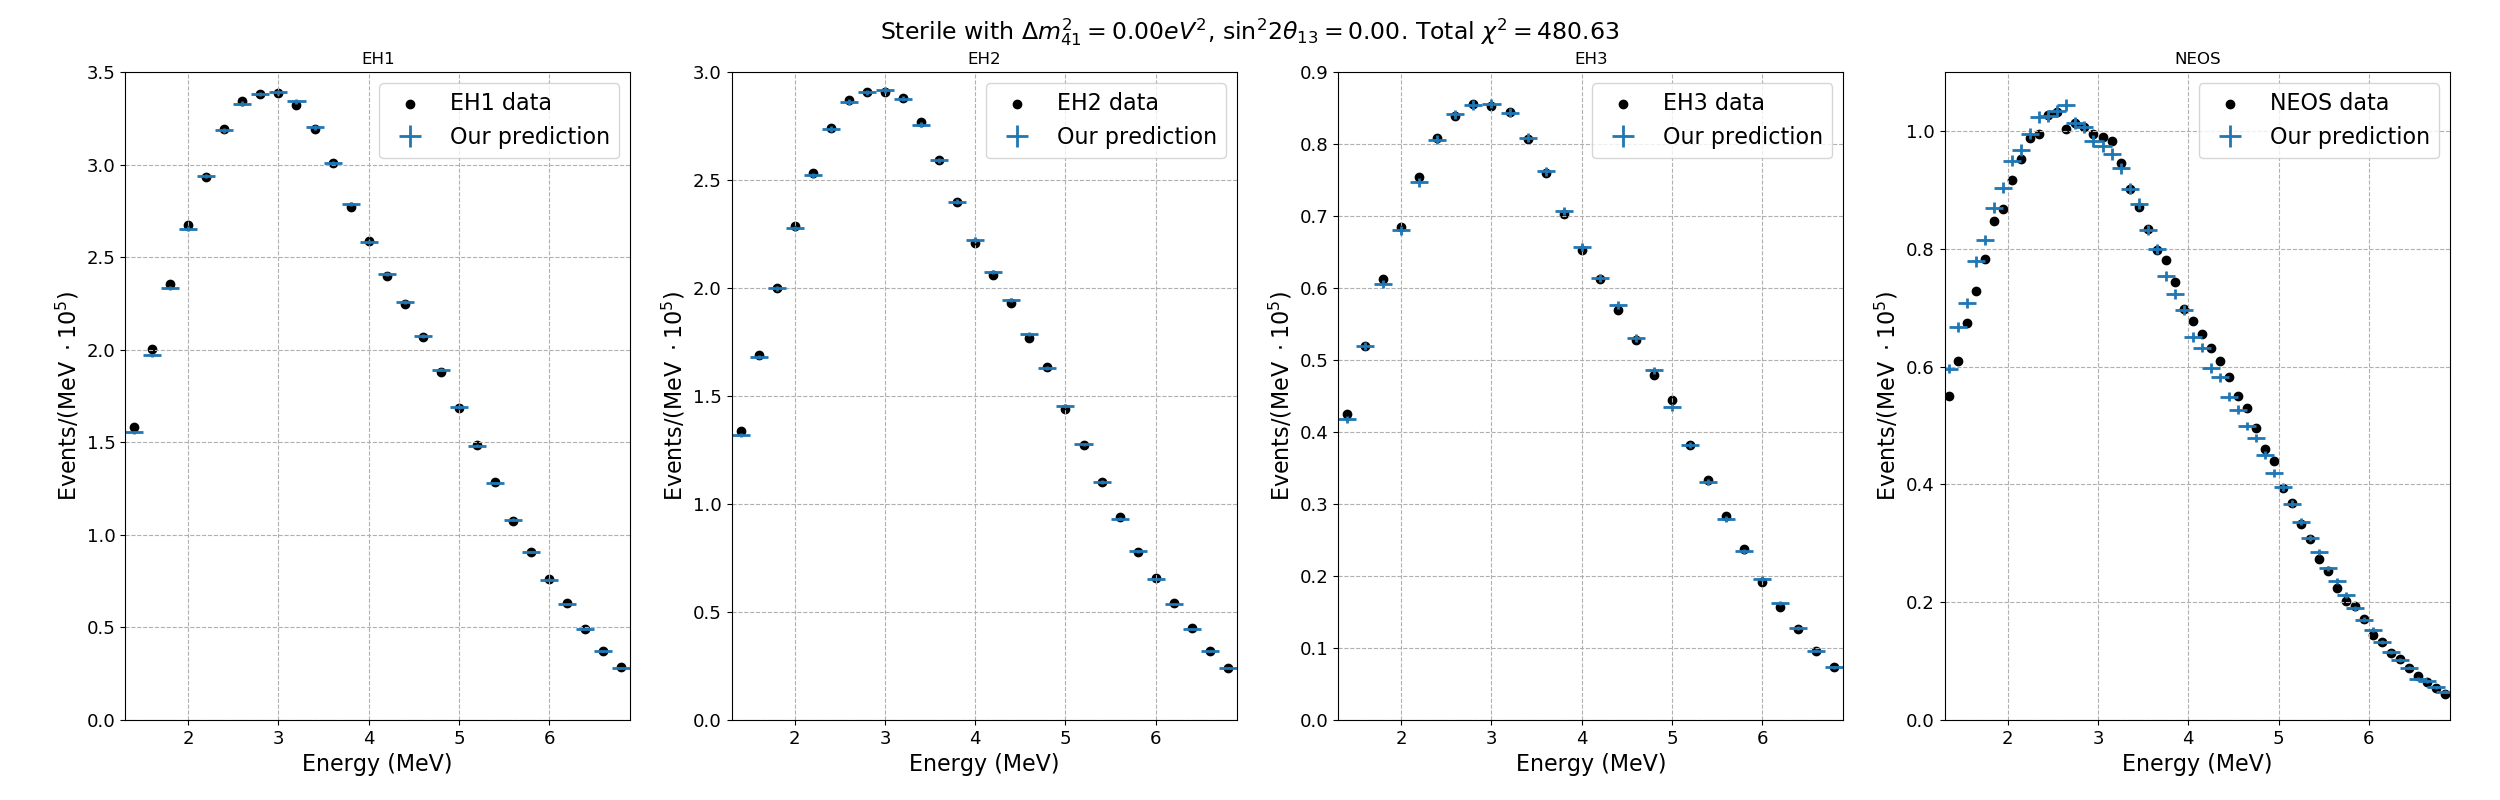 Sterile with Δm²₄₁ = 0.00eV², sin²2θ₁₃ = 0.00. Total χ² = 480.63
EH1
3.5
3.0
2.5
2.0
1.5
1.0
0.5
0.0
Events/(MeV · 10⁵)
EH1 data
Our prediction
2 3 4 5 6
Energy (MeV)
EH2
3.0
2.5
2.0
1.5
1.0
0.5
0.0
Events/(MeV · 10⁵)
EH2 data
Our prediction
2 3 4 5 6
Energy (MeV)
EH3
0.9
0.8
0.7
0.6
0.5
0.4
0.3
0.2
0.1
0.0
Events/(MeV · 10⁵)
EH3 data
Our prediction
2 3 4 5 6
Energy (MeV)
NEOS
1.0
0.8
0.6
0.4
0.2
0.0
Events/(MeV · 10⁵)
NEOS data
Our prediction
2 3 4 5 6
Energy (MeV)